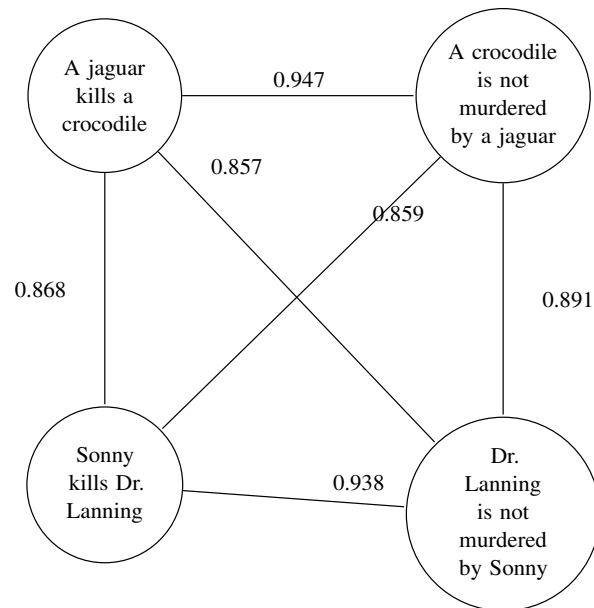 A jaguar
kills a
crocodile
0.947
A crocodile
is not
murdered
by a jaguar
0.857
0.859
0.868
0.891
Sonny
kills Dr.
Lanning
0.938
Dr.
Lanning
is not
murdered
by Sonny